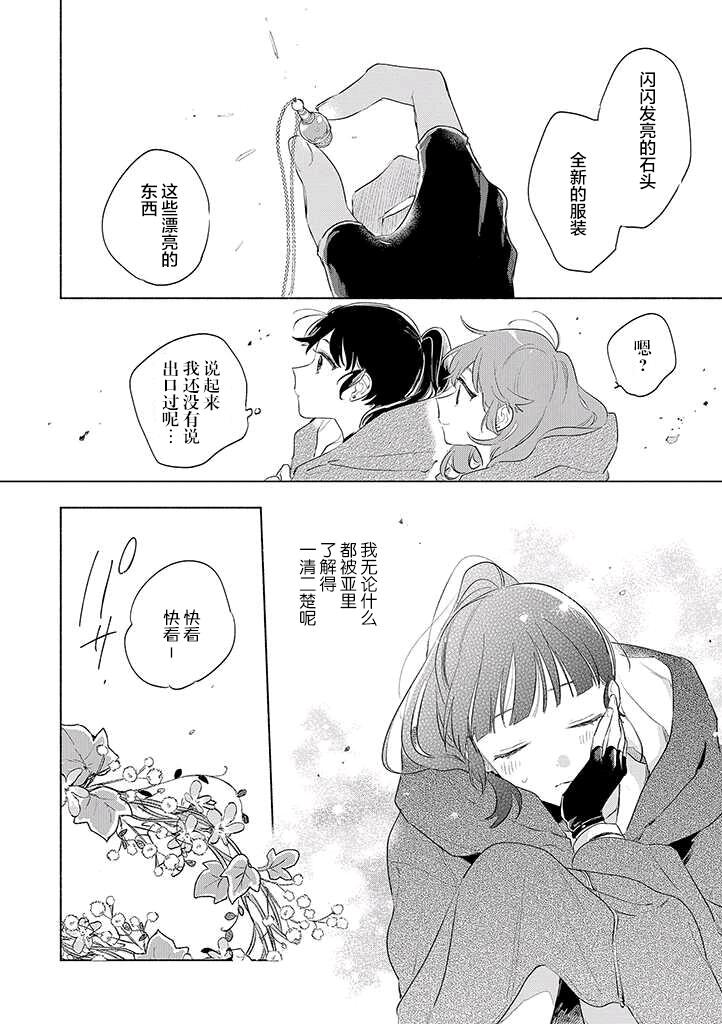 闪闪发亮的石头
全新的服装
这些漂亮的
东西
嗯？
说起来
我还没有说
出口过呢…
我无论什么
都被亚里
了解得
一清二楚呢
快看
快看-